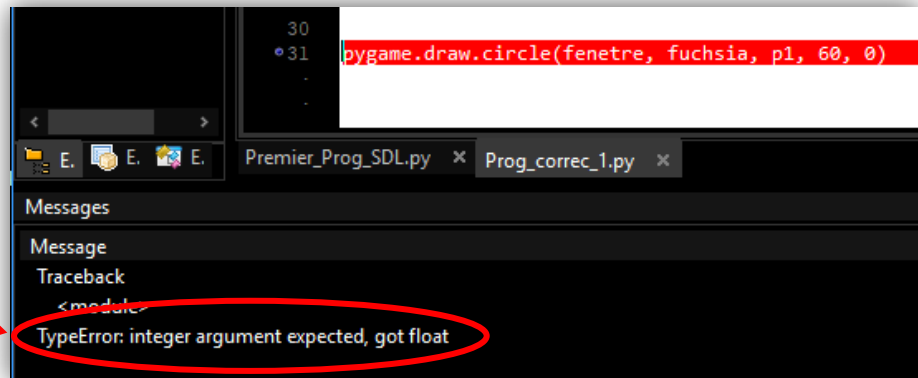 30
31 pygame.draw.circle(fenetre, fuchsia, p1, 60, 0)
E. E. E. Premier_Prog_SDL.py × Prog_correc_1.py ×
Messages
Message
Traceback
<module>
TypeError: integer argument expected, got float